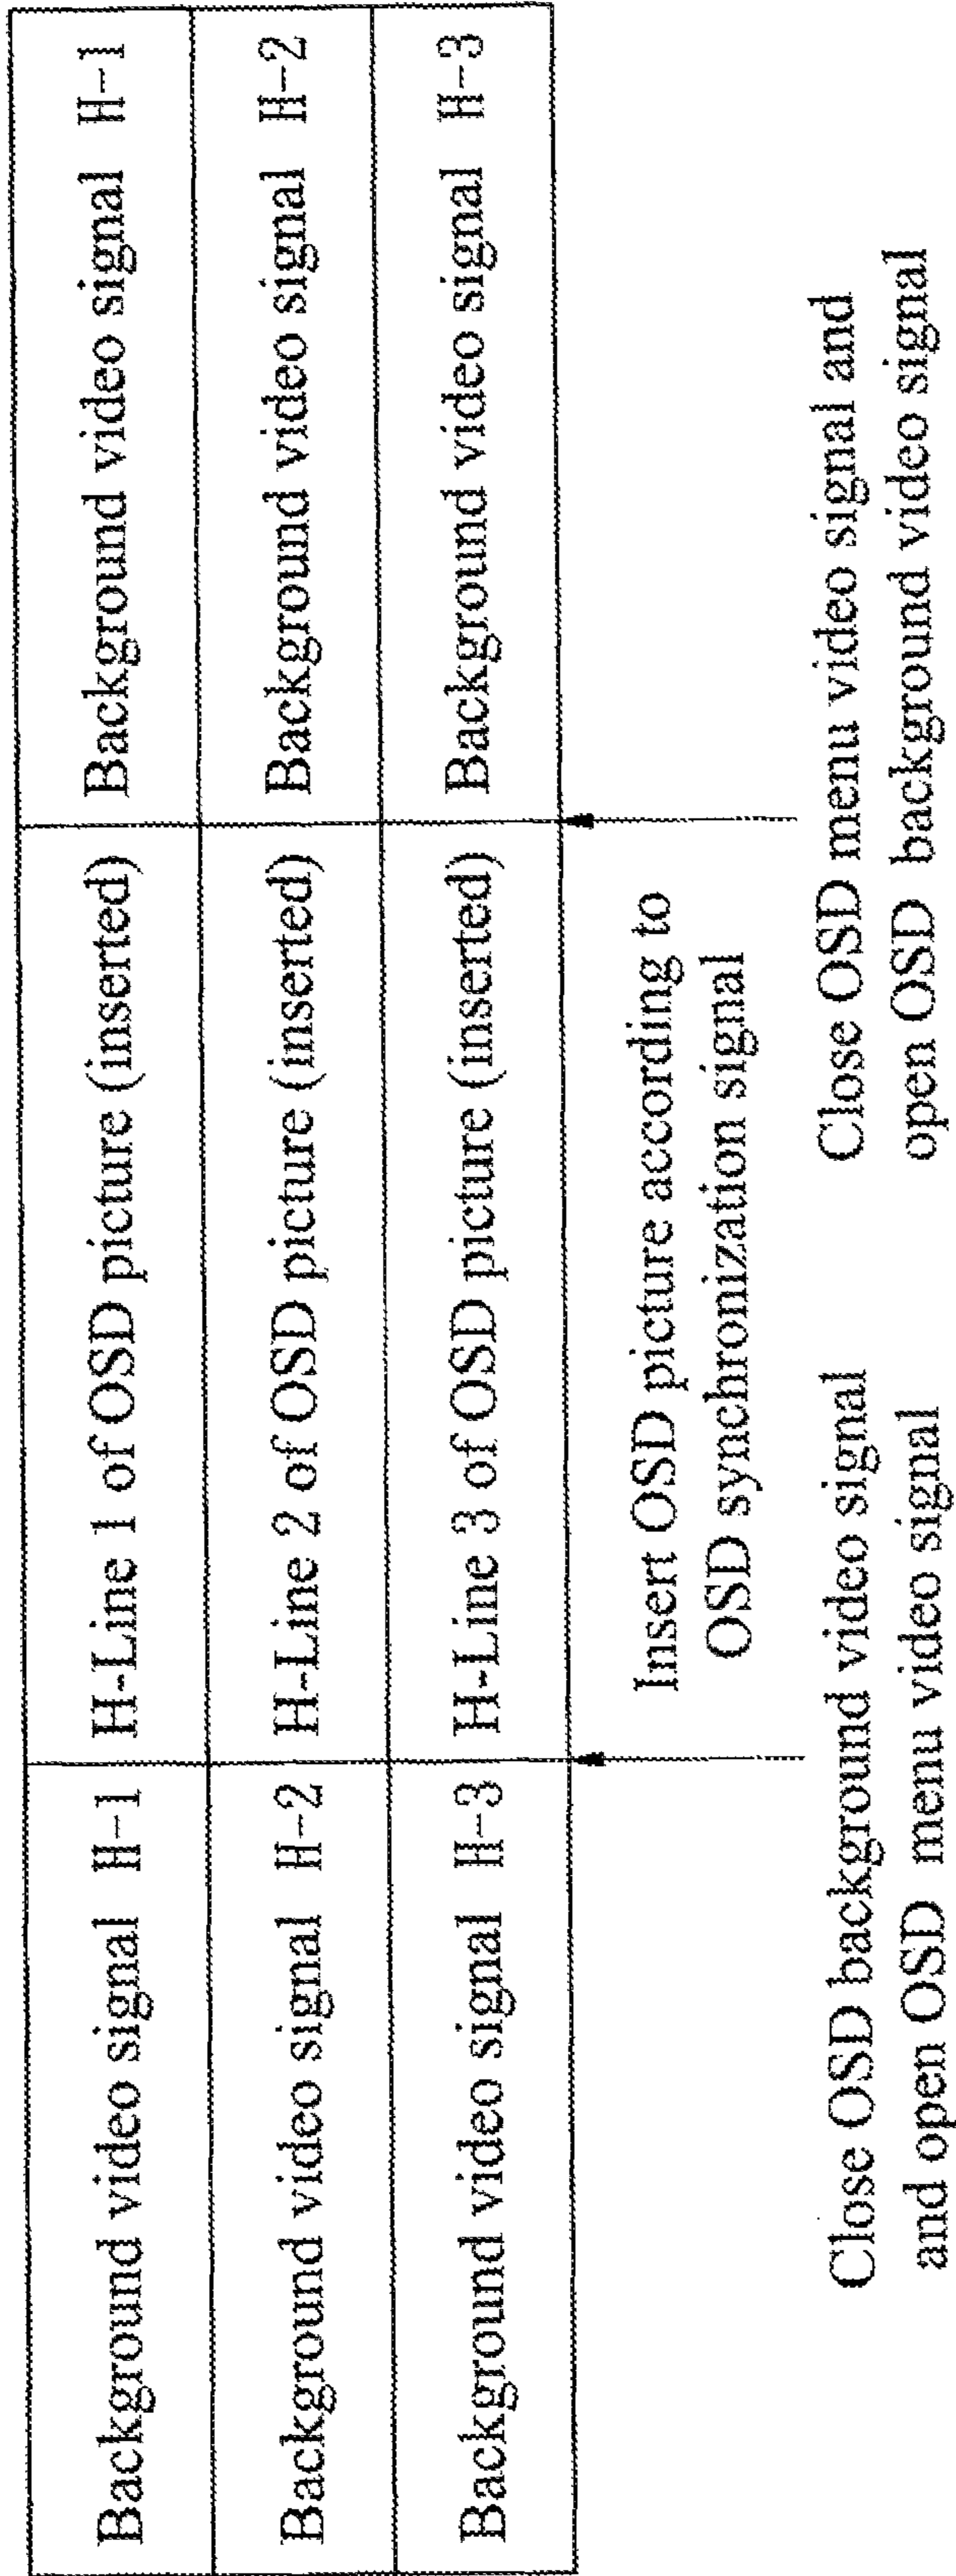 Background video signal H-1 H-Line 1 of OSD picture (inserted) Background video signal H-1
Background video signal H-2 H-Line 2 of OSD picture (inserted) Background video signal H-2
Background video signal H-3 H-Line 3 of OSD picture (inserted) Background video signal H-3
Insert OSD picture according to
OSD synchronization signal
Close OSD background video signal
and open OSD menu video signal
Close OSD menu video signal and
open OSD background video signal